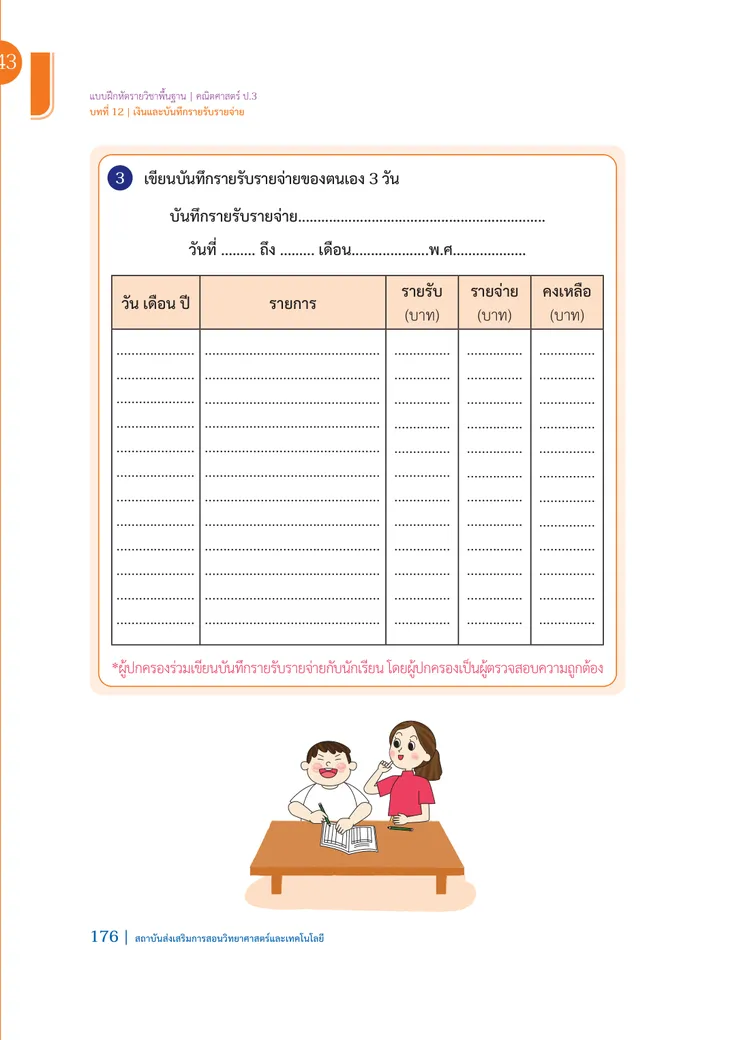 43
แบบฝึกหัดรายวิชาพื้นฐาน | คณิตศาสตร์ ป.3
บทที่ 12 | เงินและบันทึกรายรับรายจ่าย
3 เขียนบันทึกรายรับรายจ่ายของตนเอง 3 วัน
บันทึกรายรับรายจ่าย................................................................
วันที่ ......... ถึง ......... เดือน....................พ.ศ...................
วัน เดือน ปี รายการ รายรับ (บาท) รายจ่าย (บาท) คงเหลือ (บาท)
*ผู้ปกครองร่วมเขียนบันทึกรายรับรายจ่ายกับนักเรียน โดยผู้ปกครองเป็นผู้ตรวจสอบความถูกต้อง
176 | สถาบันส่งเสริมการสอนวิทยาศาสตร์และเทคโนโลยี